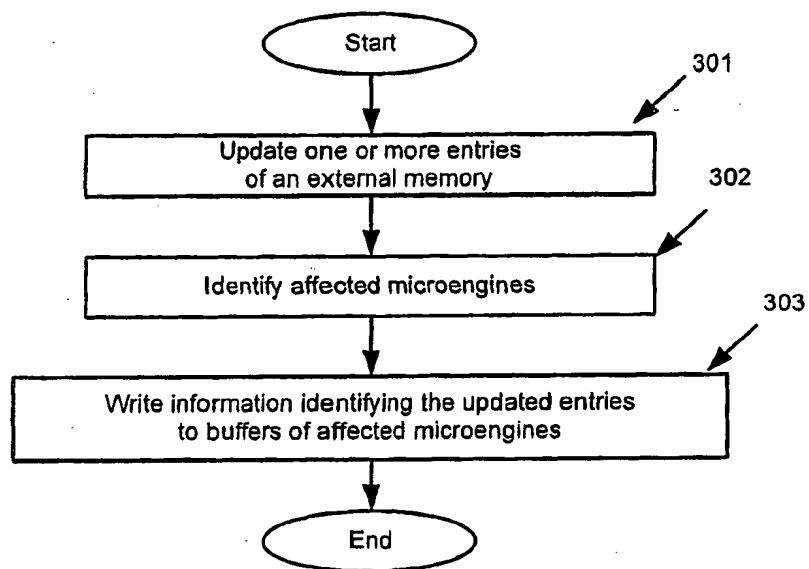 Start
301
Update one or more entries
of an external memory
302
Identify affected microengines
303
Write information identifying the updated entries
to buffers of affected microengines
End